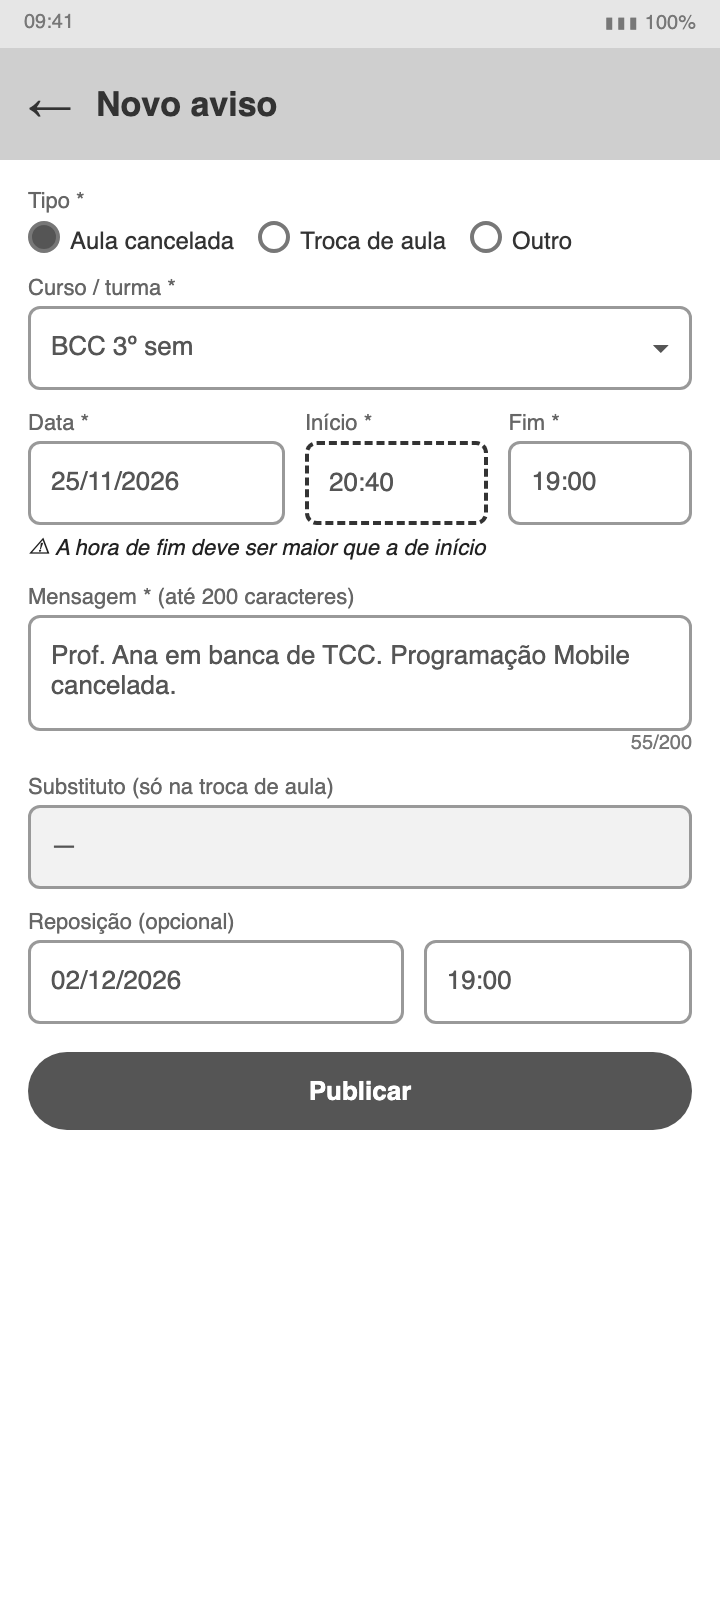 09:41 100%
← Novo aviso
Tipo *
Aula cancelada Troca de aula Outro
Curso / turma *
BCC 3º sem
Data * Início * Fim *
25/11/2026 20:40 19:00
⚠ A hora de fim deve ser maior que a de início
Mensagem * (até 200 caracteres)
Prof. Ana em banca de TCC. Programação Mobile
cancelada.
55/200
Substituto (só na troca de aula)
—
Reposição (opcional)
02/12/2026 19:00
Publicar